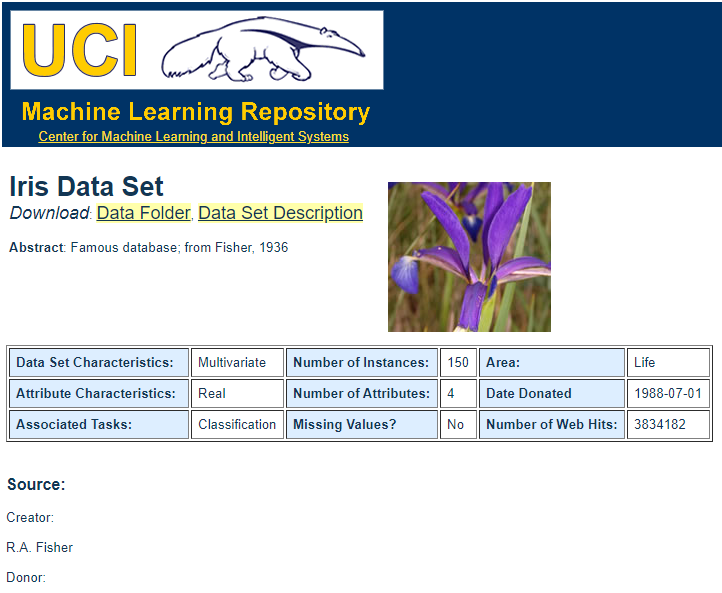 UCI
Machine Learning Repository
Center for Machine Learning and Intelligent Systems
Iris Data Set
Download: Data Folder, Data Set Description
Abstract: Famous database; from Fisher, 1936
Data Set Characteristics: Multivariate Number of Instances: 150 Area: Life
Attribute Characteristics: Real Number of Attributes: 4 Date Donated 1988-07-01
Associated Tasks: Classification Missing Values? No Number of Web Hits: 3834182
Source:
Creator:
R.A. Fisher
Donor: